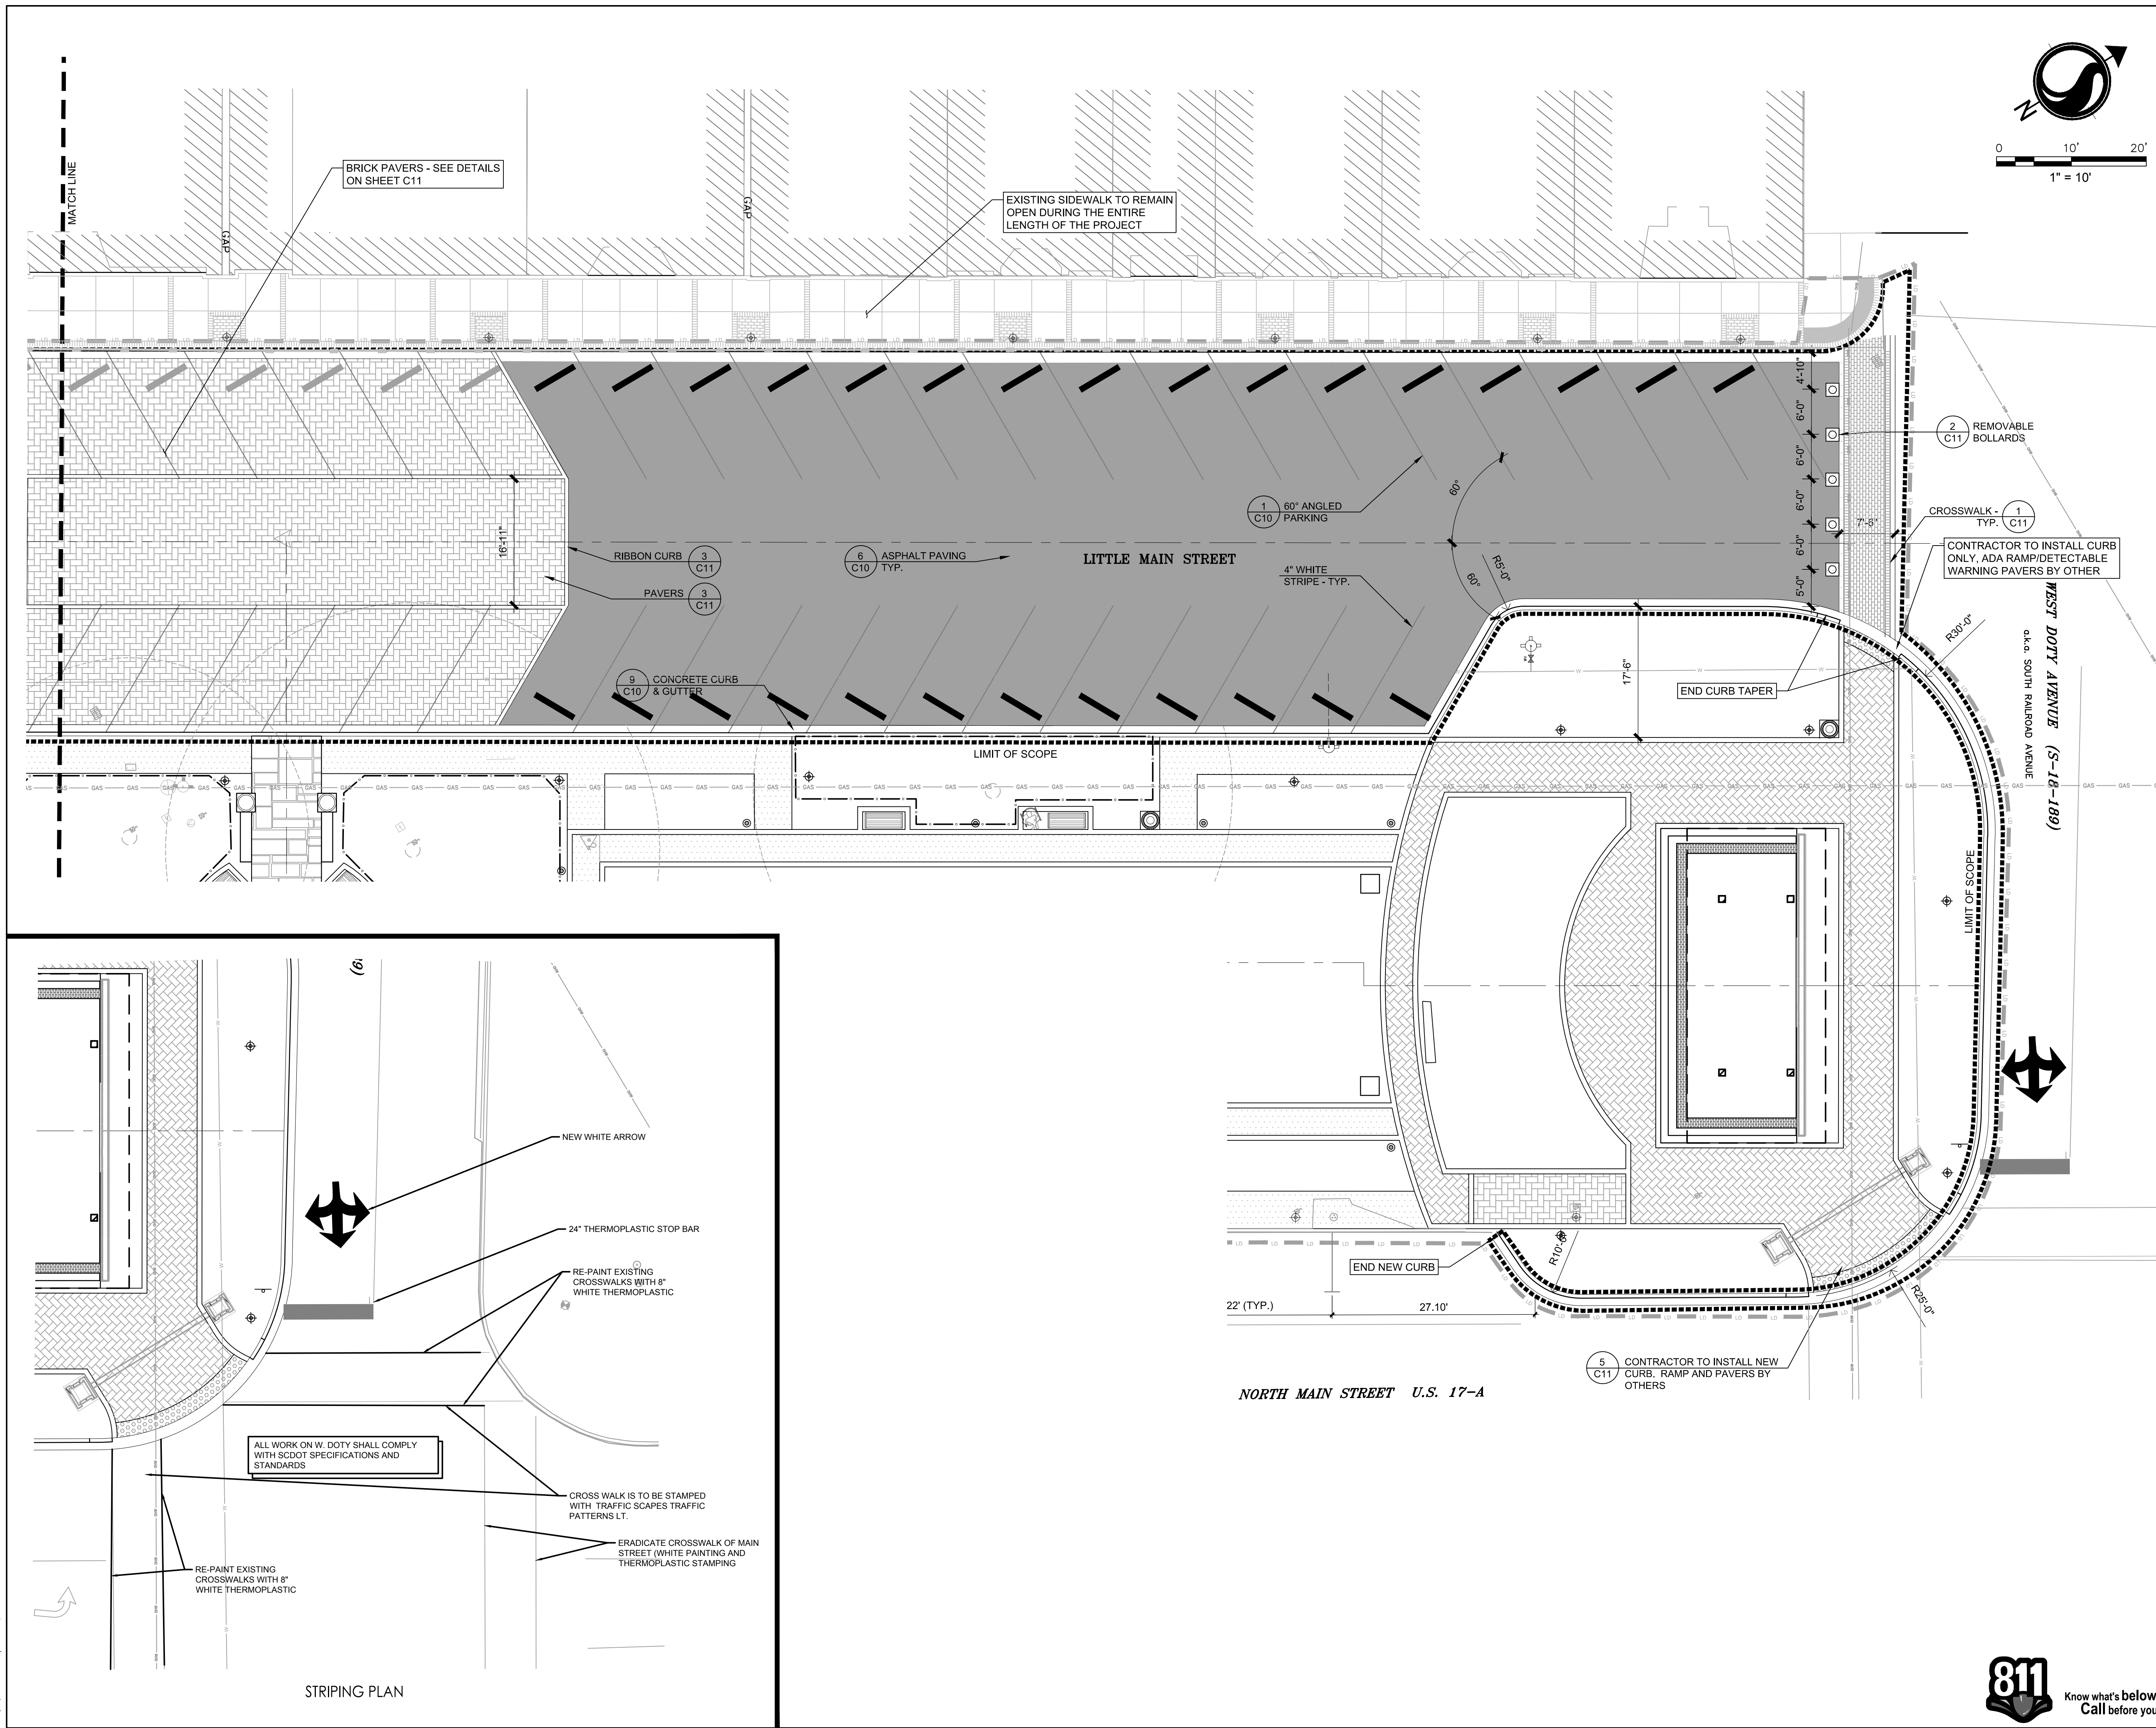 N
0 10' 20'
1" = 10'
MATCH LINE
BRICK PAVERS - SEE DETAILS
ON SHEET C11
GAP
GAP
EXISTING SIDEWALK TO REMAIN
OPEN DURING THE ENTIRE
LENGTH OF THE PROJECT
4'-10"
6'-0"
6'-0"
6'-0"
6'-0"
5'-0"
2
C11
REMOVABLE
BOLLARDS
7'-8"
CROSSWALK -
TYP.
1
C11
CONTRACTOR TO INSTALL CURB
ONLY, ADA RAMP/DETECTABLE
WARNING PAVERS BY OTHER
1
C10
60° ANGLED
PARKING
60°
60°
R5'-0"
16'-11"
RIBBON CURB
3
C11
PAVERS
3
C11
6
C10
ASPHALT PAVING
TYP.
LITTLE MAIN STREET
4" WHITE
STRIPE - TYP.
9
C10
CONCRETE CURB
& GUTTER
LIMIT OF SCOPE
17'-6"
END CURB TAPER
R30'-0"
WEST DOTY AVENUE (S-18-189)
a.k.a. SOUTH RAILROAD AVENUE
GAS GAS GAS GAS
LIMIT OF SCOPE
END NEW CURB
R10'-6"
R25'-0"
22' (TYP.)
27.10'
5
C11
CONTRACTOR TO INSTALL NEW
CURB, RAMP AND PAVERS BY
OTHERS
NORTH MAIN STREET U.S. 17-A
NEW WHITE ARROW
24" THERMOPLASTIC STOP BAR
RE-PAINT EXISTING
CROSSWALKS WITH 8"
WHITE THERMOPLASTIC
ALL WORK ON W. DOTY SHALL COMPLY
WITH SCDOT SPECIFICATIONS AND
STANDARDS
CROSS WALK IS TO BE STAMPED
WITH TRAFFIC SCAPES TRAFFIC
PATTERNS LT.
ERADICATE CROSSWALK OF MAIN
STREET (WHITE PAINTING AND
THERMOPLASTIC STAMPING
RE-PAINT EXISTING
CROSSWALKS WITH 8"
WHITE THERMOPLASTIC
STRIPING PLAN
811
Know what's below
Call before you